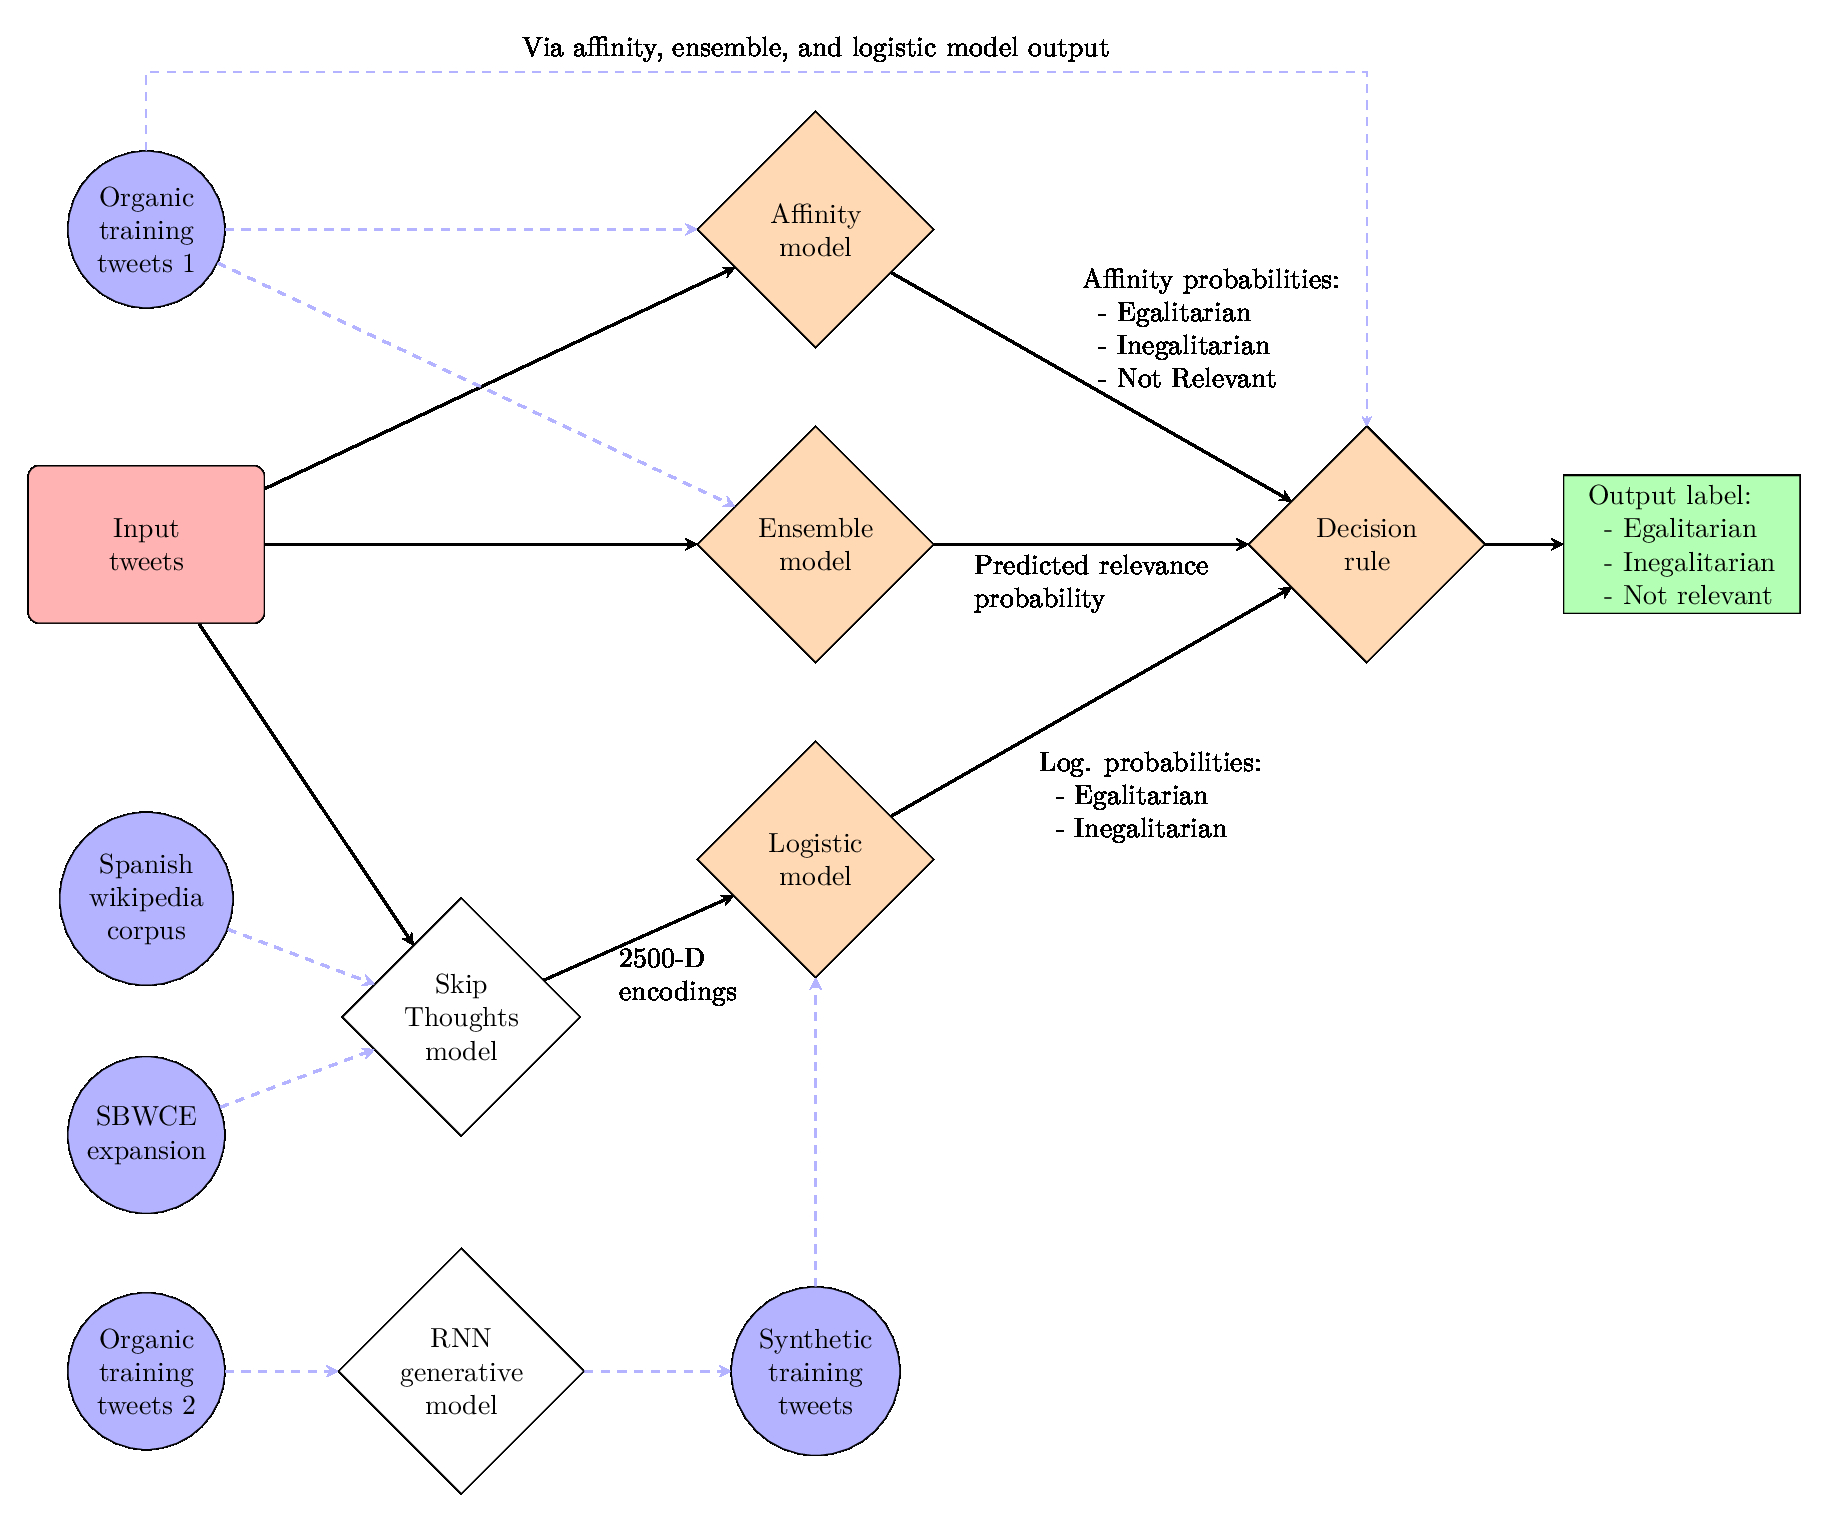 Via affinity, ensemble, and logistic model output
Organic
training
tweets 1
Affinity
model
Affinity probabilities:
- Egalitarian
- Inegalitarian
- Not Relevant
Input
tweets
Ensemble
model
Predicted relevance
probability
Decision
rule
Output label:
- Egalitarian
- Inegalitarian
- Not relevant
Log. probabilities:
- Egalitarian
- Inegalitarian
Logistic
model
Spanish
wikipedia
corpus
Skip
Thoughts
model
2500-D
encodings
SBWCE
expansion
Organic
training
tweets 2
RNN
generative
model
Synthetic
training
tweets